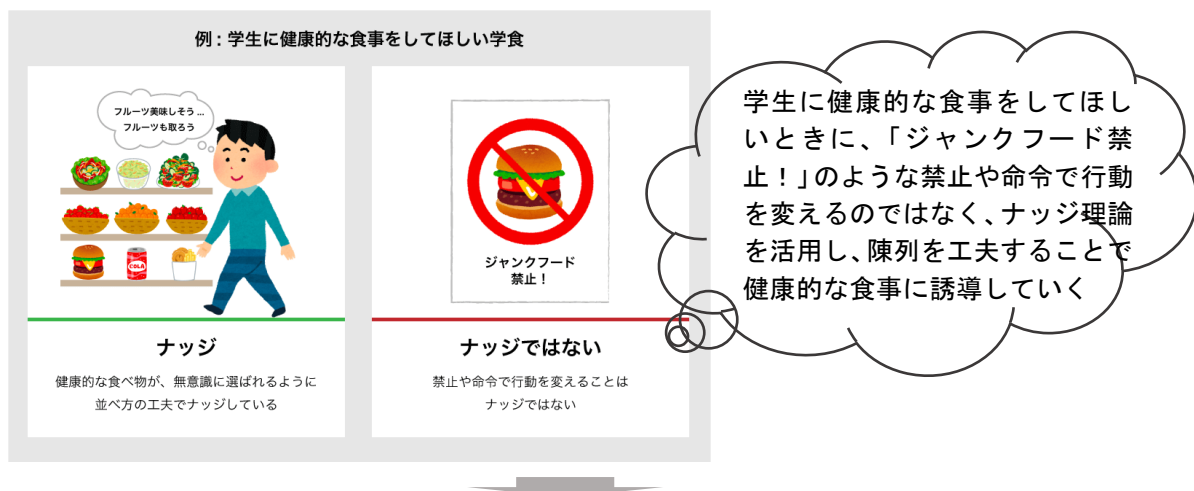 例：学生に健康的な食事をしてほしい学食
フルーツ美味しそう...
フルーツも取ろう
COLA
ナッジ
健康的な食べ物が、無意識に選ばれるように
並べ方の工夫でナッジしている
ジャンクフード
禁止！
ナッジではない
禁止や命令で行動を変えることは
ナッジではない
学生に健康的な食事をしてほし
いときに、「ジャンクフード禁
止！」のような禁止や命令で行動
を変えるのではなく、ナッジ理論
を活用し、陳列を工夫することで
健康的な食事に誘導していく